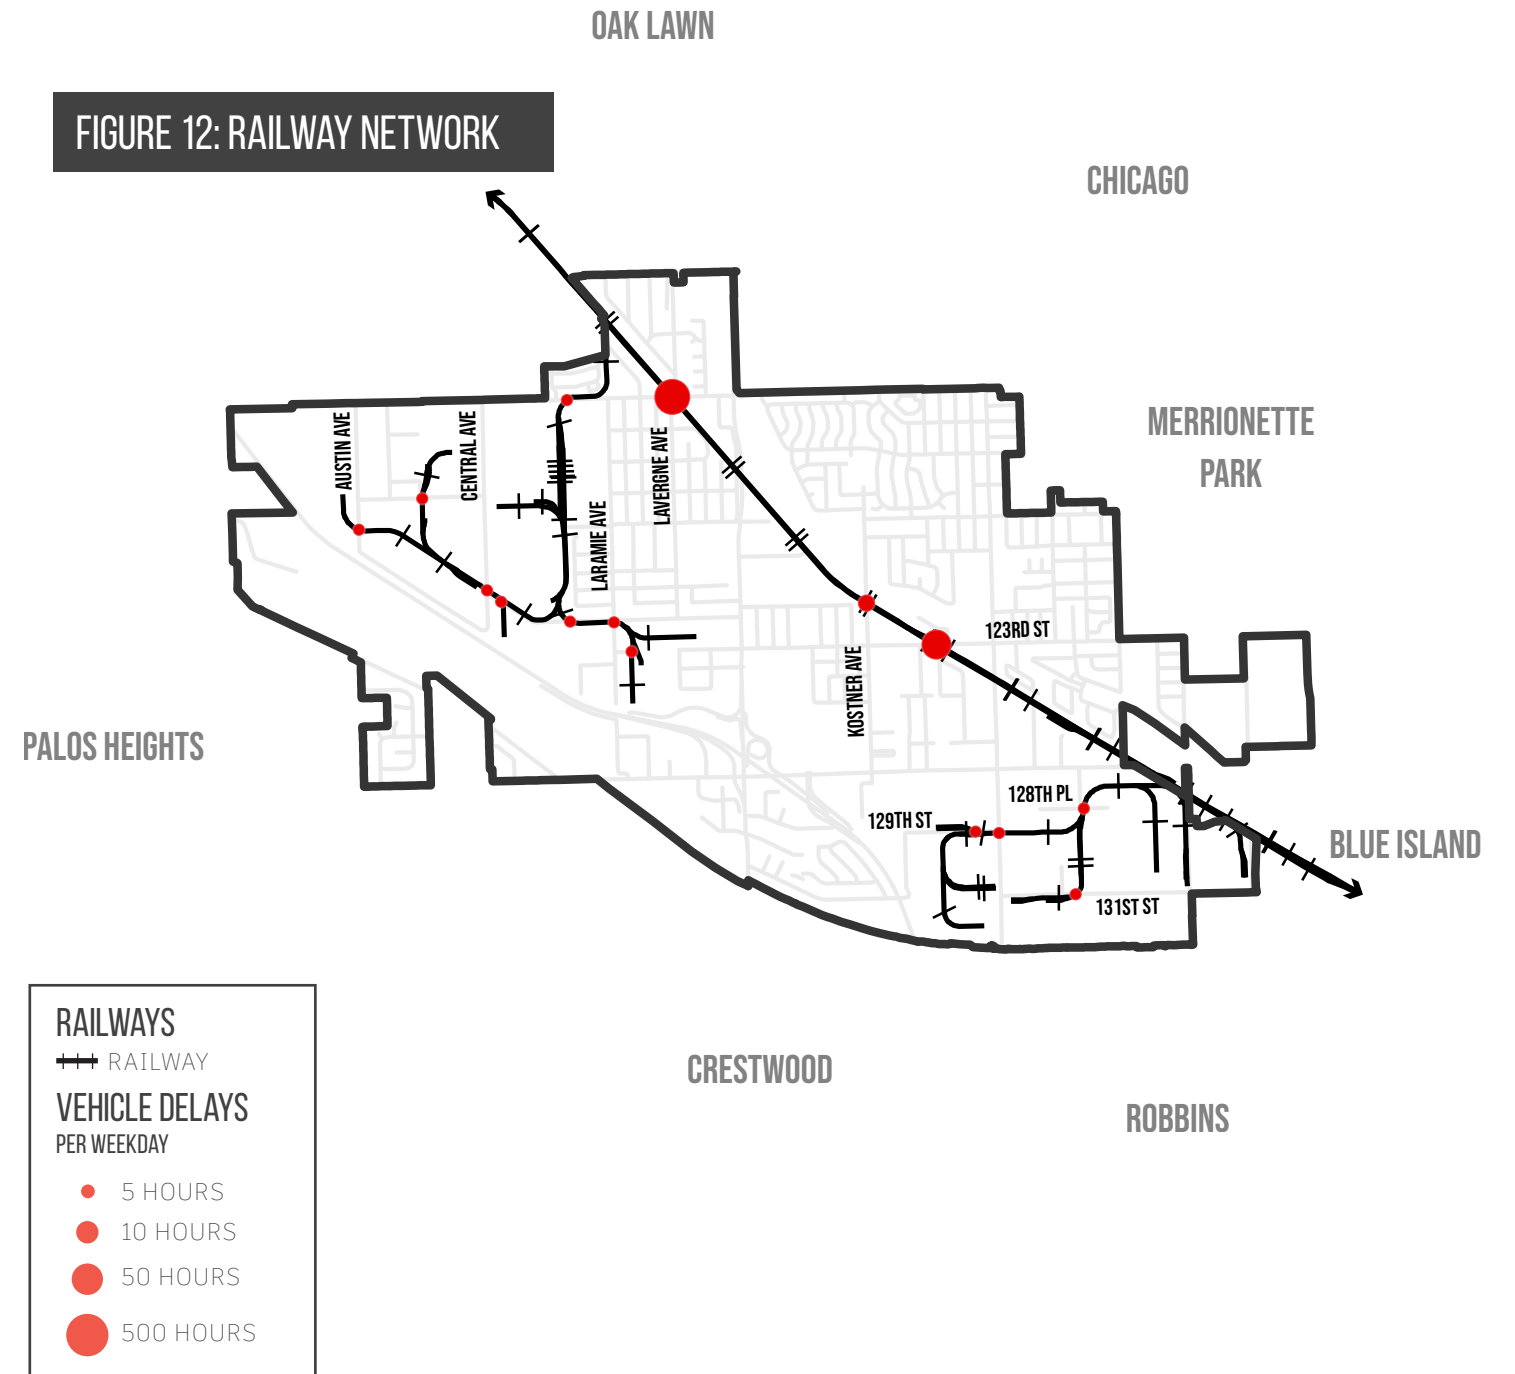 OAK LAWN
FIGURE 12: RAILWAY NETWORK
CHICAGO
MERRIONETTE
PARK
AUSTIN AVE
CENTRAL AVE
LARAMIE AVE
LAVERGNE AVE
123RD ST
KOSTNER AVE
PALOS HEIGHTS
128TH PL
129TH ST
BLUE ISLAND
131ST ST
CRESTWOOD
ROBBINS
RAILWAYS
RAILWAY
VEHICLE DELAYS
PER WEEKDAY
5 HOURS
10 HOURS
50 HOURS
500 HOURS